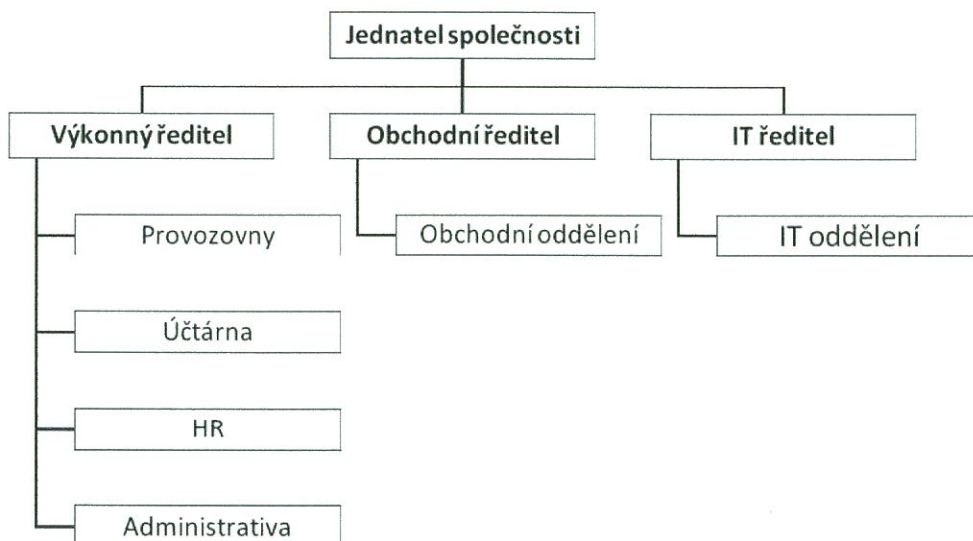 Jednatel společnosti
Výkonný ředitel
Obchodní ředitel
IT ředitel
Provozovny
Obchodní oddělení
IT oddělení
Účtárna
HR
Administrativa